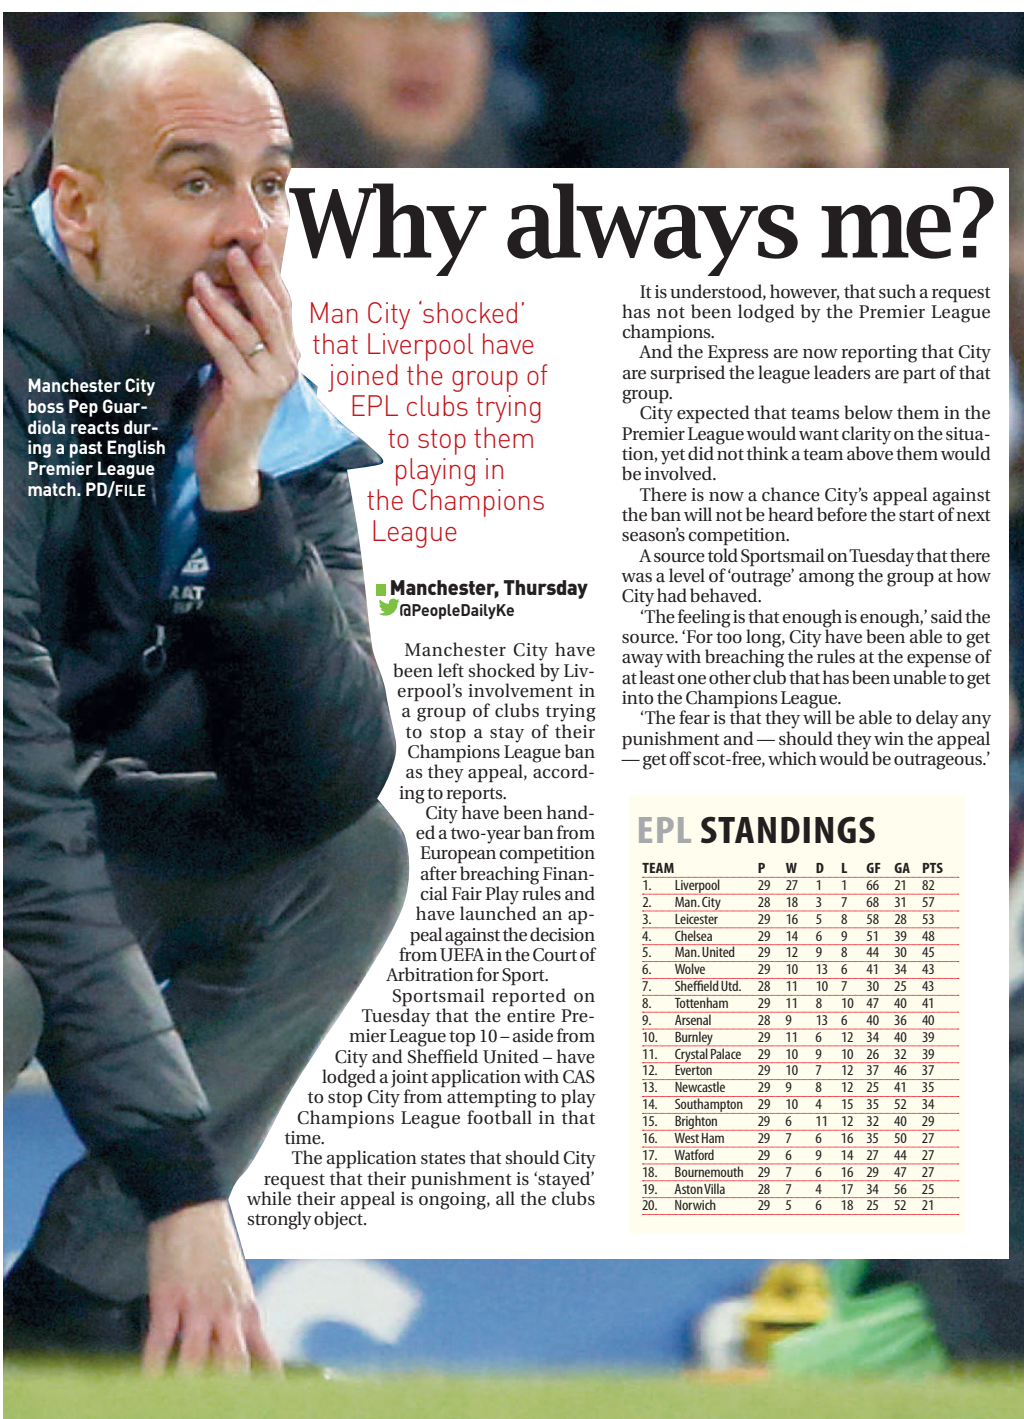 Why always me?
Man City ‘shocked’
that Liverpool have
joined the group of
EPL clubs trying
to stop them
playing in
the Champions
League
Manchester City
boss Pep Guar-
diola reacts dur-
ing a past English
Premier League
match. PD/FILE
Manchester, Thursday
@PeopleDailyKe
Manchester City have
been left shocked by Liv-
erpool’s involvement in
a group of clubs trying
to stop a stay of their
Champions League ban
as they appeal, accord-
ing to reports.
City have been hand-
ed a two-year ban from
European competition
after breaching Finan-
cial Fair Play rules and
have launched an ap-
peal against the decision
from UEFA in the Court of
Arbitration for Sport.
Sportsmail reported on
Tuesday that the entire Pre-
mier League top 10 – aside from
City and Sheffield United – have
lodged a joint application with CAS
to stop City from attempting to play
Champions League football in that
time.
The application states that should City
request that their punishment is ‘stayed’
while their appeal is ongoing, all the clubs
strongly object.
It is understood, however, that such a request
has not been lodged by the Premier League
champions.
And the Express are now reporting that City
are surprised the league leaders are part of that
group.
City expected that teams below them in the
Premier League would want clarity on the situa-
tion, yet did not think a team above them would
be involved.
There is now a chance City’s appeal against
the ban will not be heard before the start of next
season’s competition.
A source told Sportsmail on Tuesday that there
was a level of ‘outrage’ among the group at how
City had behaved.
‘The feeling is that enough is enough,’ said the
source. ‘For too long, City have been able to get
away with breaching the rules at the expense of
at least one other club that has been unable to get
into the Champions League.
‘The fear is that they will be able to delay any
punishment and — should they win the appeal
— get off scot-free, which would be outrageous.’
EPL STANDINGS
TEAM P W D L GF GA PTS
1. Liverpool 29 27 1 1 66 21 82
2. Man. City 28 18 3 7 68 31 57
3. Leicester 29 16 5 8 58 28 53
4. Chelsea 29 14 6 9 51 39 48
5. Man. United 29 12 9 8 44 30 45
6. Wolve 29 10 13 6 41 34 43
7. Sheffield Utd. 28 11 10 7 30 25 43
8. Tottenham 29 11 8 10 47 40 41
9. Arsenal 28 9 13 6 40 36 40
10. Burnley 29 11 6 12 34 40 39
11. Crystal Palace 29 10 9 10 26 32 39
12. Everton 29 10 7 12 37 46 37
13. Newcastle 29 9 8 12 25 41 35
14. Southampton 29 10 4 15 35 52 34
15. Brighton 29 6 11 12 32 40 29
16. West Ham 29 7 6 16 35 50 27
17. Watford 29 6 9 14 27 44 27
18. Bournemouth 29 7 6 16 29 47 27
19. Aston Villa 28 7 4 17 34 56 25
20. Norwich 29 5 6 18 25 52 21